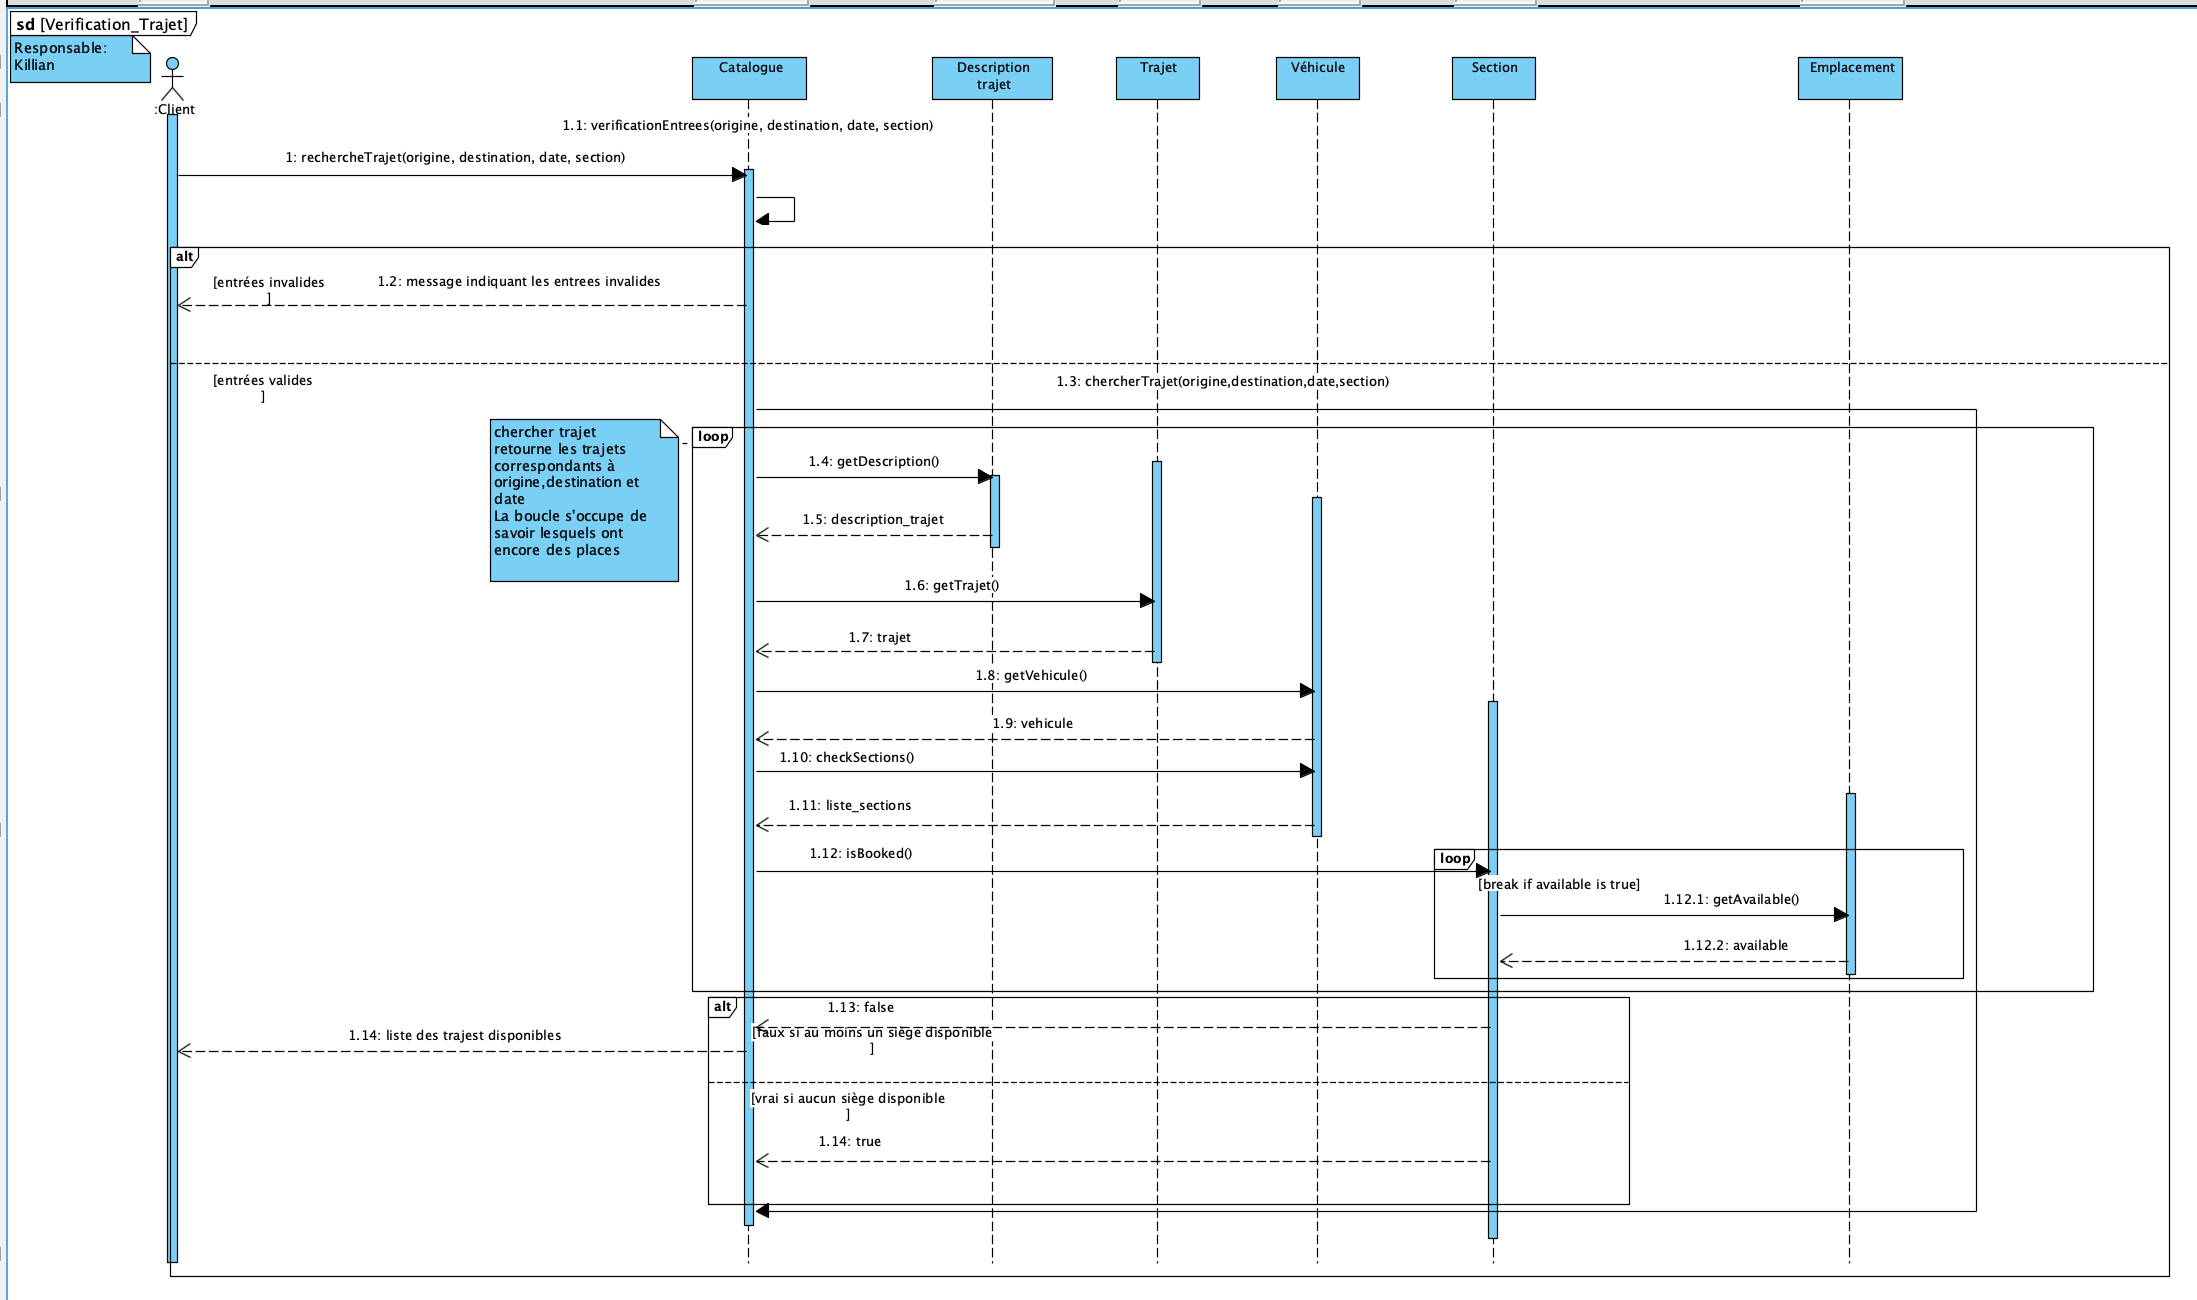 sd [Verification_Trajet]
Responsable:
Killian
:Client
Catalogue
Description
trajet
Trajet
Véhicule
Section
Emplacement
1.1: verificationEntrees(origine, destination, date, section)
1: rechercheTrajet(origine, destination, date, section)
alt
[entrées invalides
]
1.2: message indiquant les entrees invalides
[entrées valides
]
1.3: chercherTrajet(origine,destination,date,section)
chercher trajet
retourne les trajets
correspondants à
origine,destination et
date
La boucle s'occupe de
savoir lesquels ont
encore des places
loop
1.4: getDescription()
1.5: description_trajet
1.6: getTrajet()
1.7: trajet
1.8: getVehicule()
1.9: vehicule
1.10: checkSections()
1.11: liste_sections
1.12: isBooked()
loop
[break if available is true]
1.12.1: getAvailable()
1.12.2: available
alt
1.13: false
[faux si au moins un siège disponible
]
1.14: liste des trajest disponibles
[vrai si aucun siège disponible
]
1.14: true